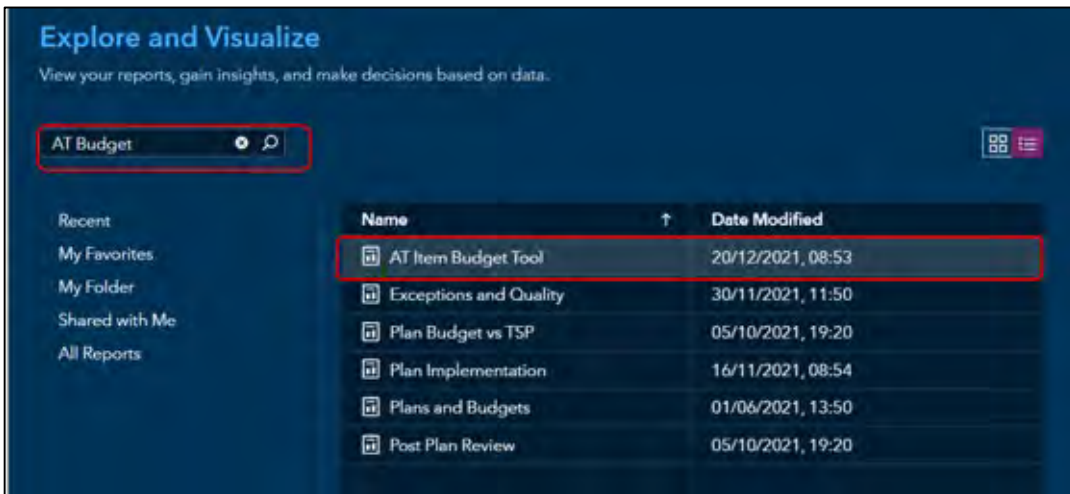 Explore and Visualize
View your reports, gain insights, and make decisions based on data.
AT Budget
Recent
My Favorites
My Folder
Shared with Me
All Reports
Name ↑ Date Modified
AT Item Budget Tool 20/12/2021, 08:53
Exceptions and Quality 30/11/2021, 11:50
Plan Budget vs TSP 05/10/2021, 19:20
Plan Implementation 16/11/2021, 08:54
Plans and Budgets 01/06/2021, 13:50
Post Plan Review 05/10/2021, 19:20